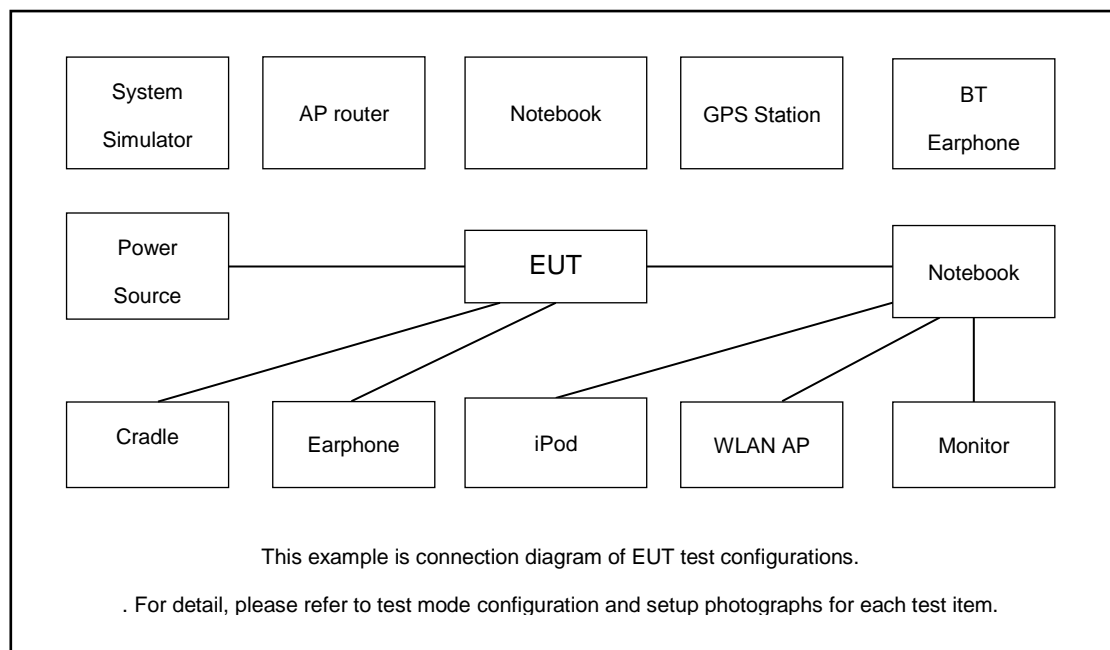 System
Simulator
AP router
Notebook
GPS Station
BT
Earphone
Power
Source
EUT
Notebook
Cradle
Earphone
iPod
WLAN AP
Monitor
This example is connection diagram of EUT test configurations.
. For detail, please refer to test mode configuration and setup photographs for each test item.